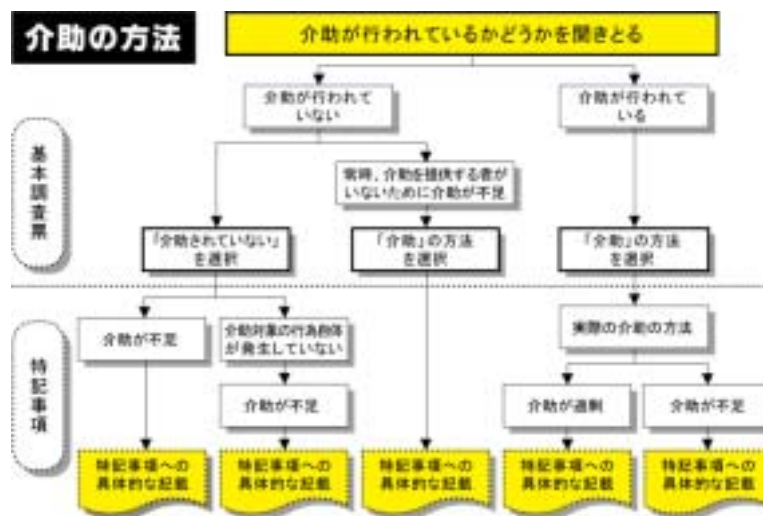 介助の方法
介助が行われているかどうかを聞きとる
介助が行われて
いない
介助が行われて
いる
基本調査票
常時、介助を提供する者が
いないために介助が不足
「介助されていない」
を選択
「介助」の方法
を選択
「介助」の方法
を選択
特記事項
介助が不足
介助対象の行為自体
が発生していない
実際の介助の方法
介助が不足
介助が過剰
介助が不足
特記事項への
具体的な記載
特記事項への
具体的な記載
特記事項への
具体的な記載
特記事項への
具体的な記載
特記事項への
具体的な記載